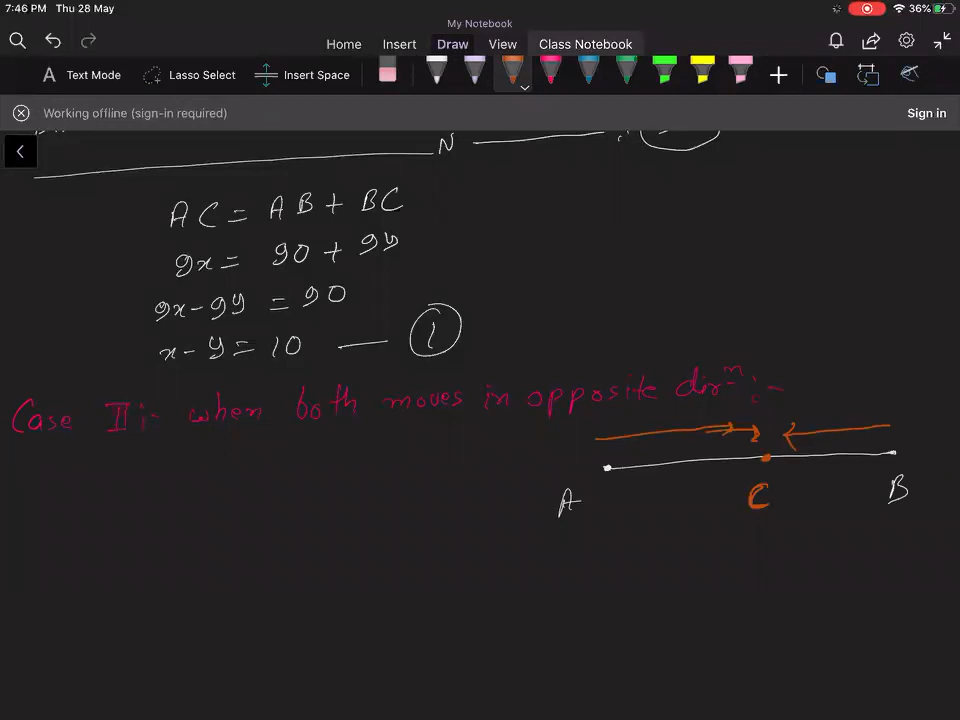 7:46 PM Thu 28 May
36%
My Notebook
Home Insert Draw View Class Notebook
Text Mode Lasso Select Insert Space
Working offline (sign-in required) Sign in
N
AC = AB + BC
9x = 90 + 9y
9x - 9y = 90
x - y = 10 — 1
Case II :- when both moves in opposite dirⁿ :-
A C B